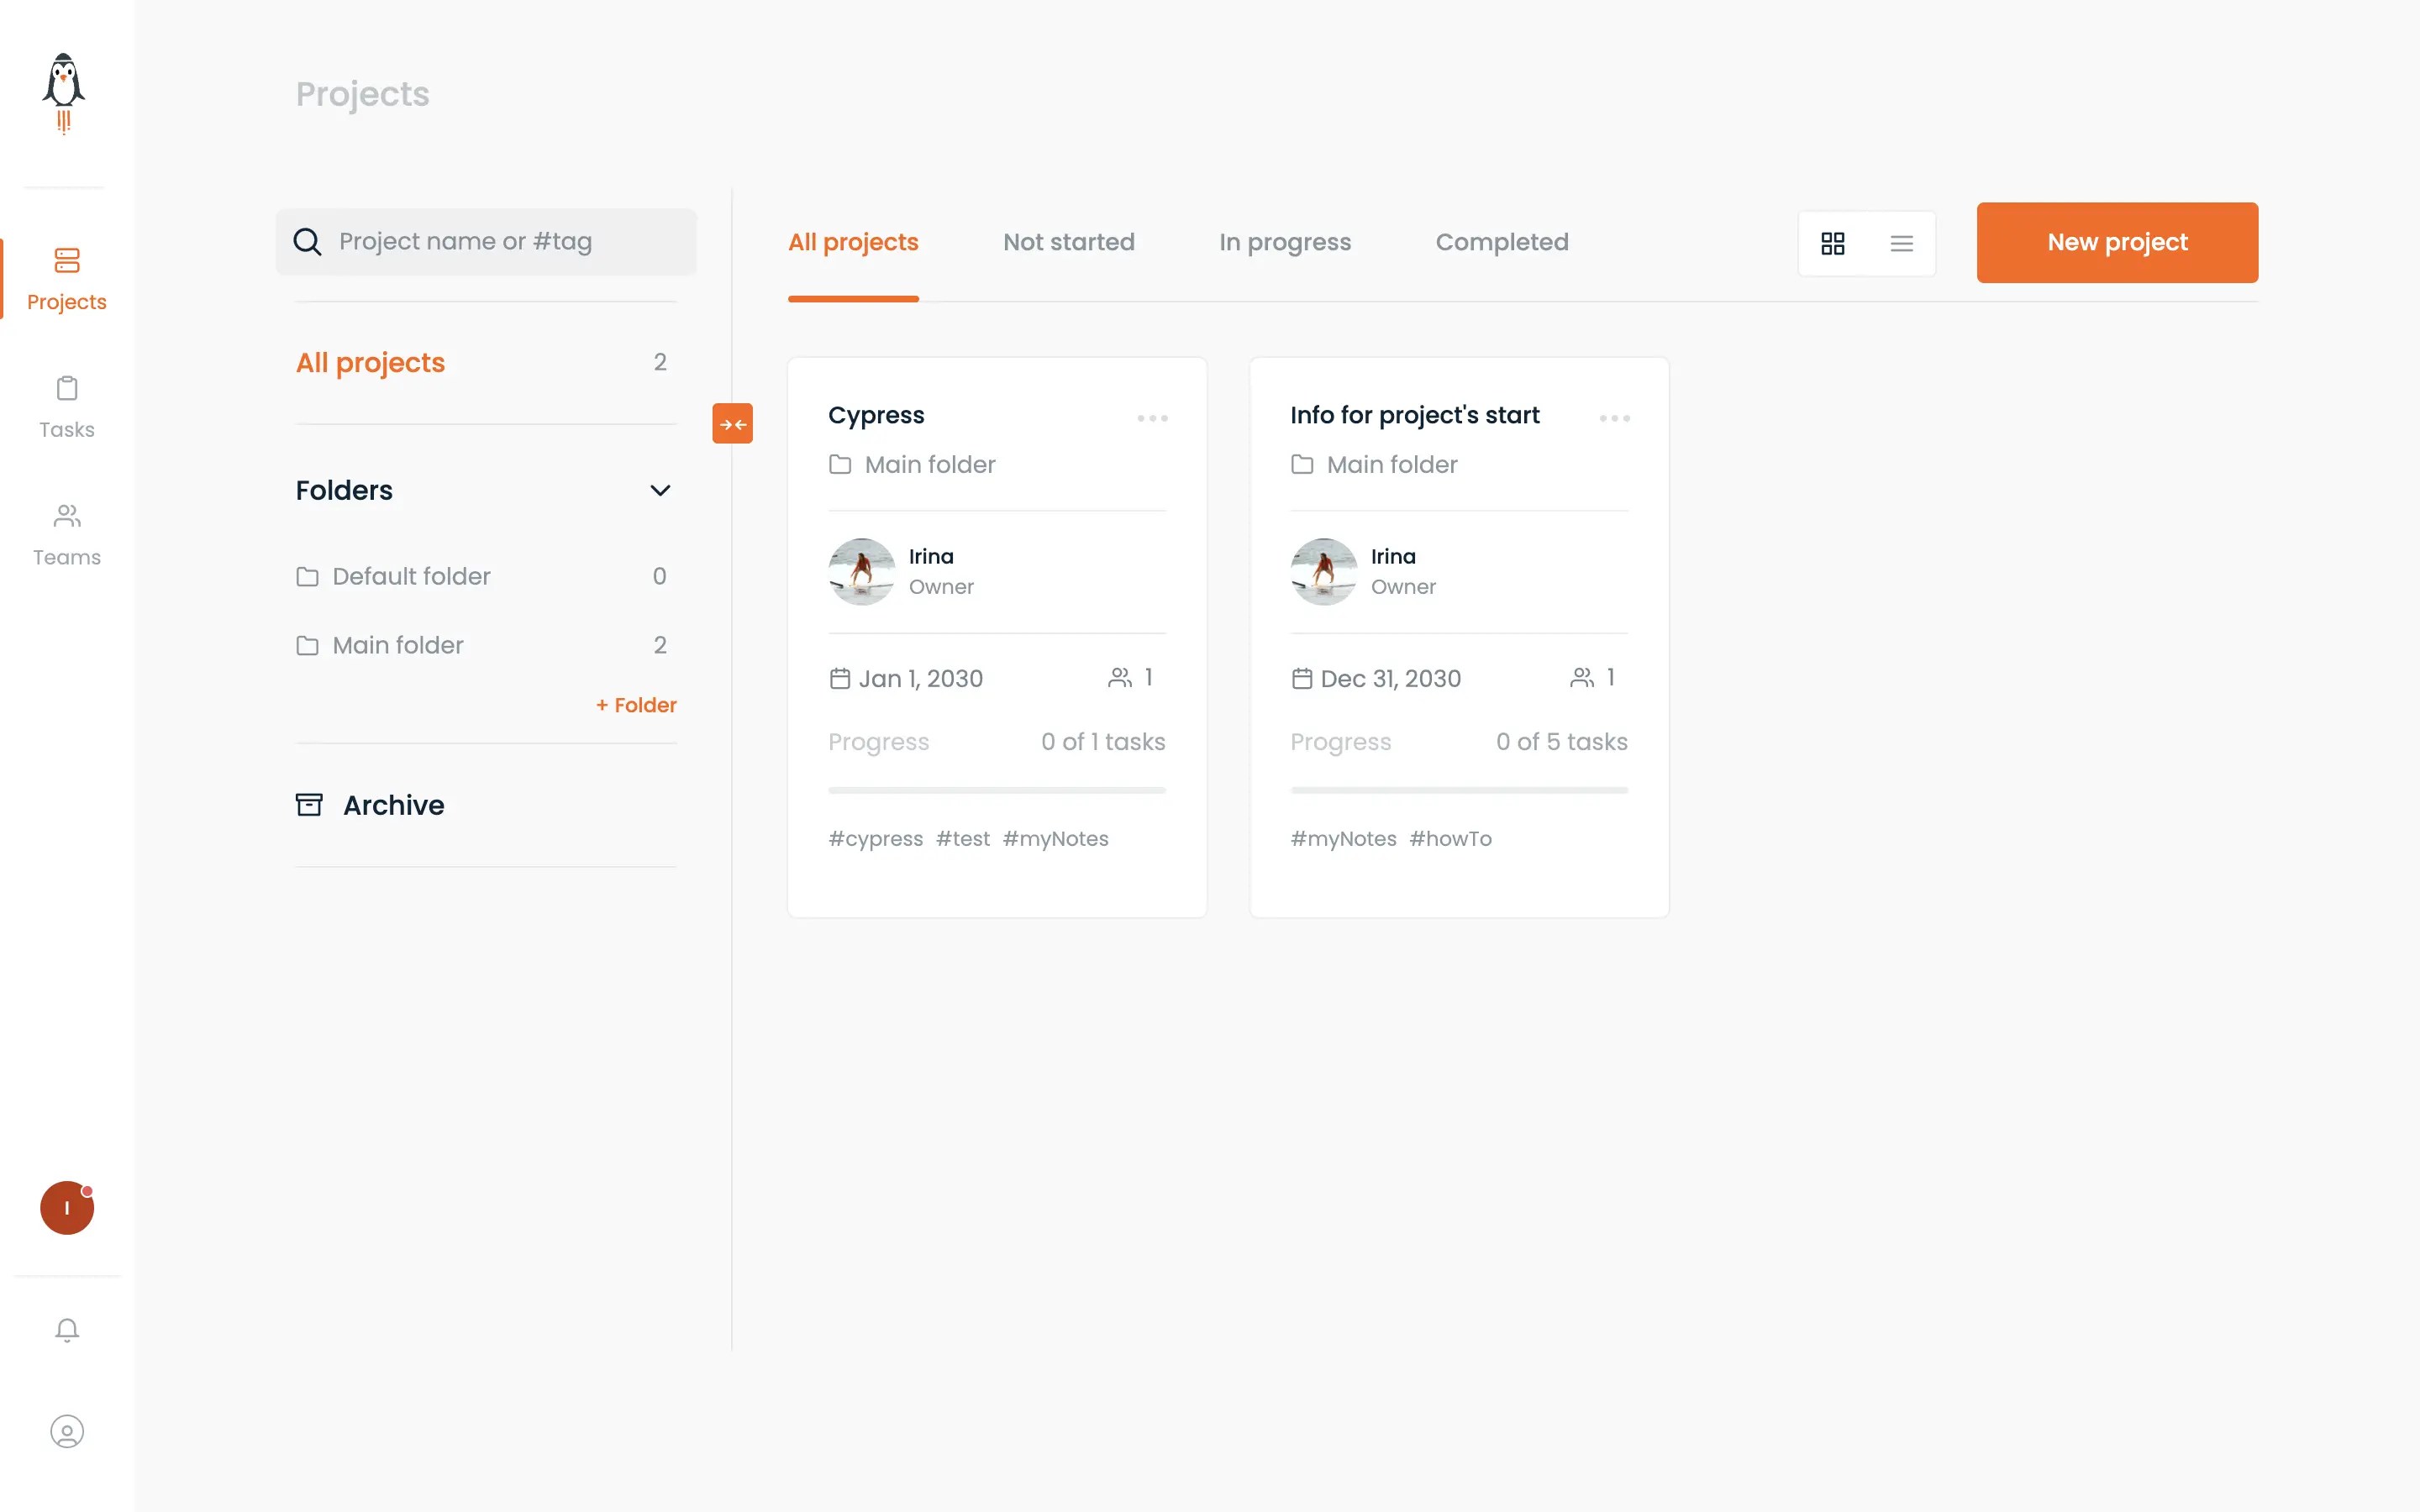 Projects
Projects
Tasks
Teams
I
Project name or #tag
All projects 2
Folders
Default folder 0
Main folder 2
+ Folder
Archive
All projects Not started In progress Completed
New project
Cypress
Main folder
Irina
Owner
Jan 1, 2030 1
Progress 0 of 1 tasks
#cypress #test #myNotes
Info for project's start
Main folder
Irina
Owner
Dec 31, 2030 1
Progress 0 of 5 tasks
#myNotes #howTo